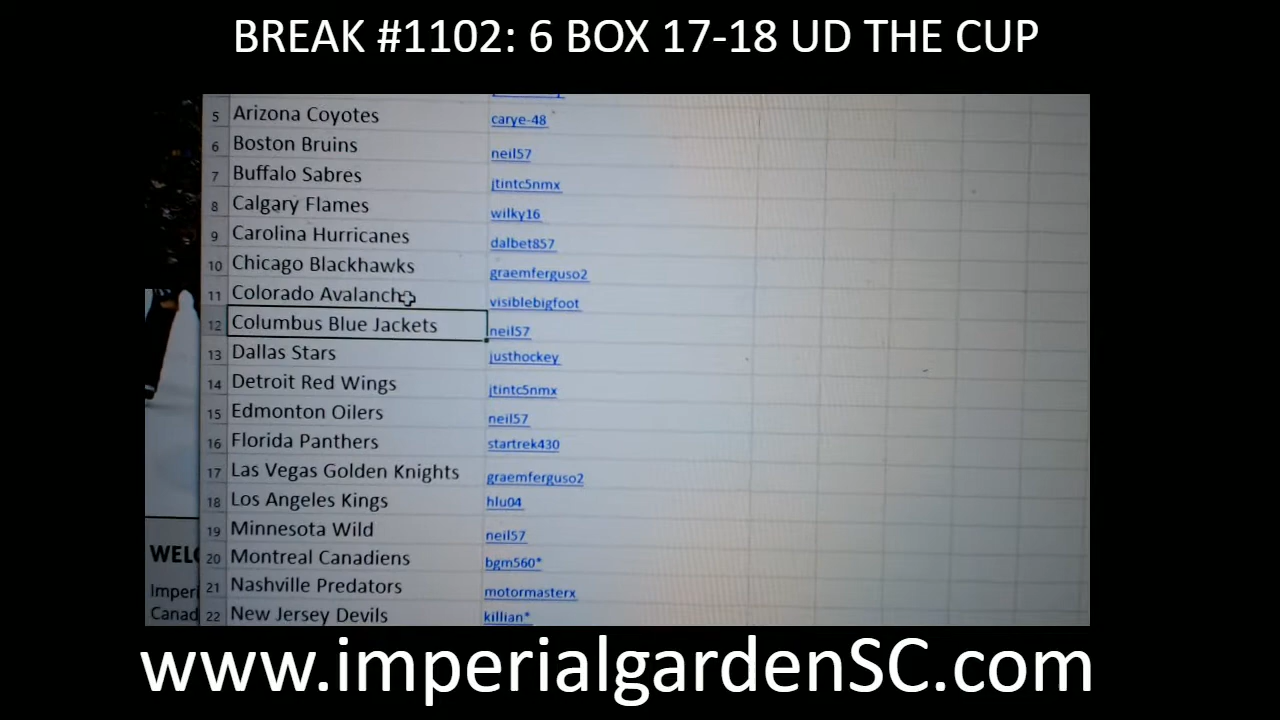 BREAK #1102: 6 BOX 17-18 UD THE CUP
5 Arizona Coyotes carye-48
6 Boston Bruins neil57
7 Buffalo Sabres jtintc5nmx
8 Calgary Flames wilky16
9 Carolina Hurricanes dalbet857
10 Chicago Blackhawks graemferguso2
11 Colorado Avalanche visiblebigfoot
12 Columbus Blue Jackets neil57
13 Dallas Stars justhockey
14 Detroit Red Wings jtintc5nmx
15 Edmonton Oilers neil57
16 Florida Panthers startrek430
17 Las Vegas Golden Knights graemferguso2
18 Los Angeles Kings hlu04
19 Minnesota Wild neil57
20 Montreal Canadiens bgm560*
21 Nashville Predators motormasterx
22 New Jersey Devils killian*
WELC
Imperi
Canad
www.imperialgardenSC.com